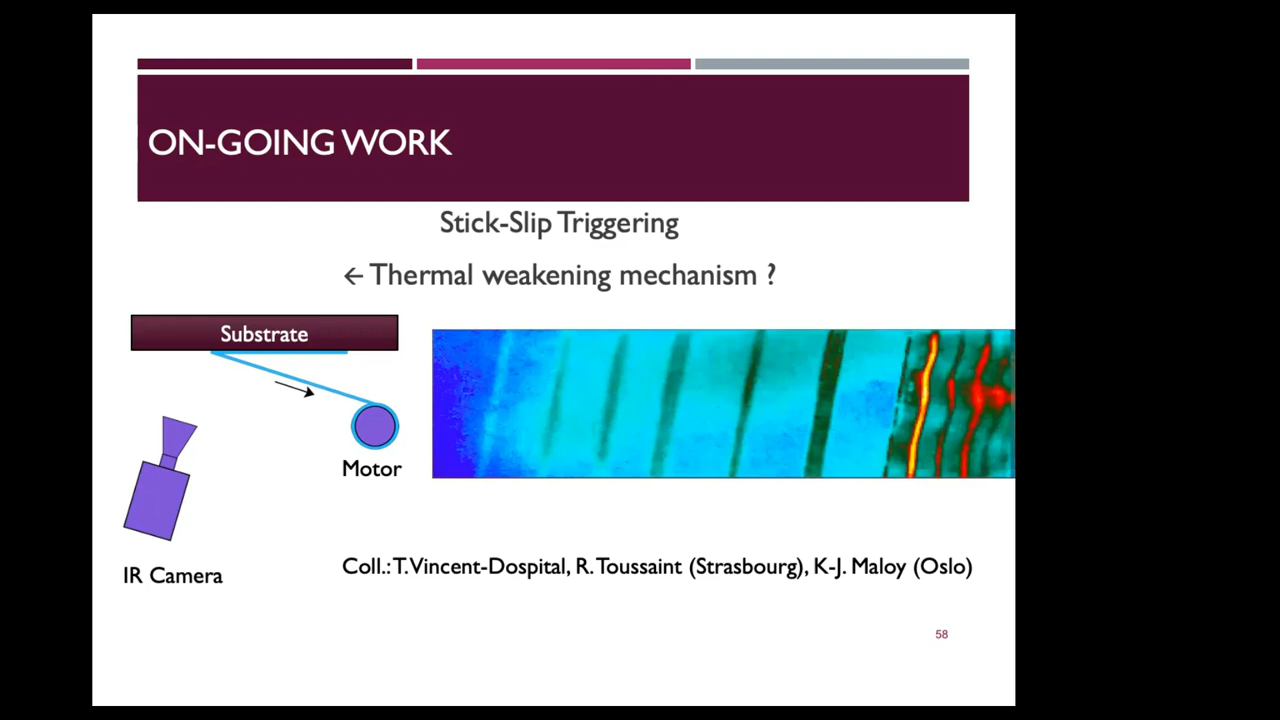 ON-GOING WORK
Stick-Slip Triggering
← Thermal weakening mechanism ?
Substrate
Motor
IR Camera
Coll.: T. Vincent-Dospital, R. Toussaint (Strasbourg), K-J. Maloy (Oslo)
58